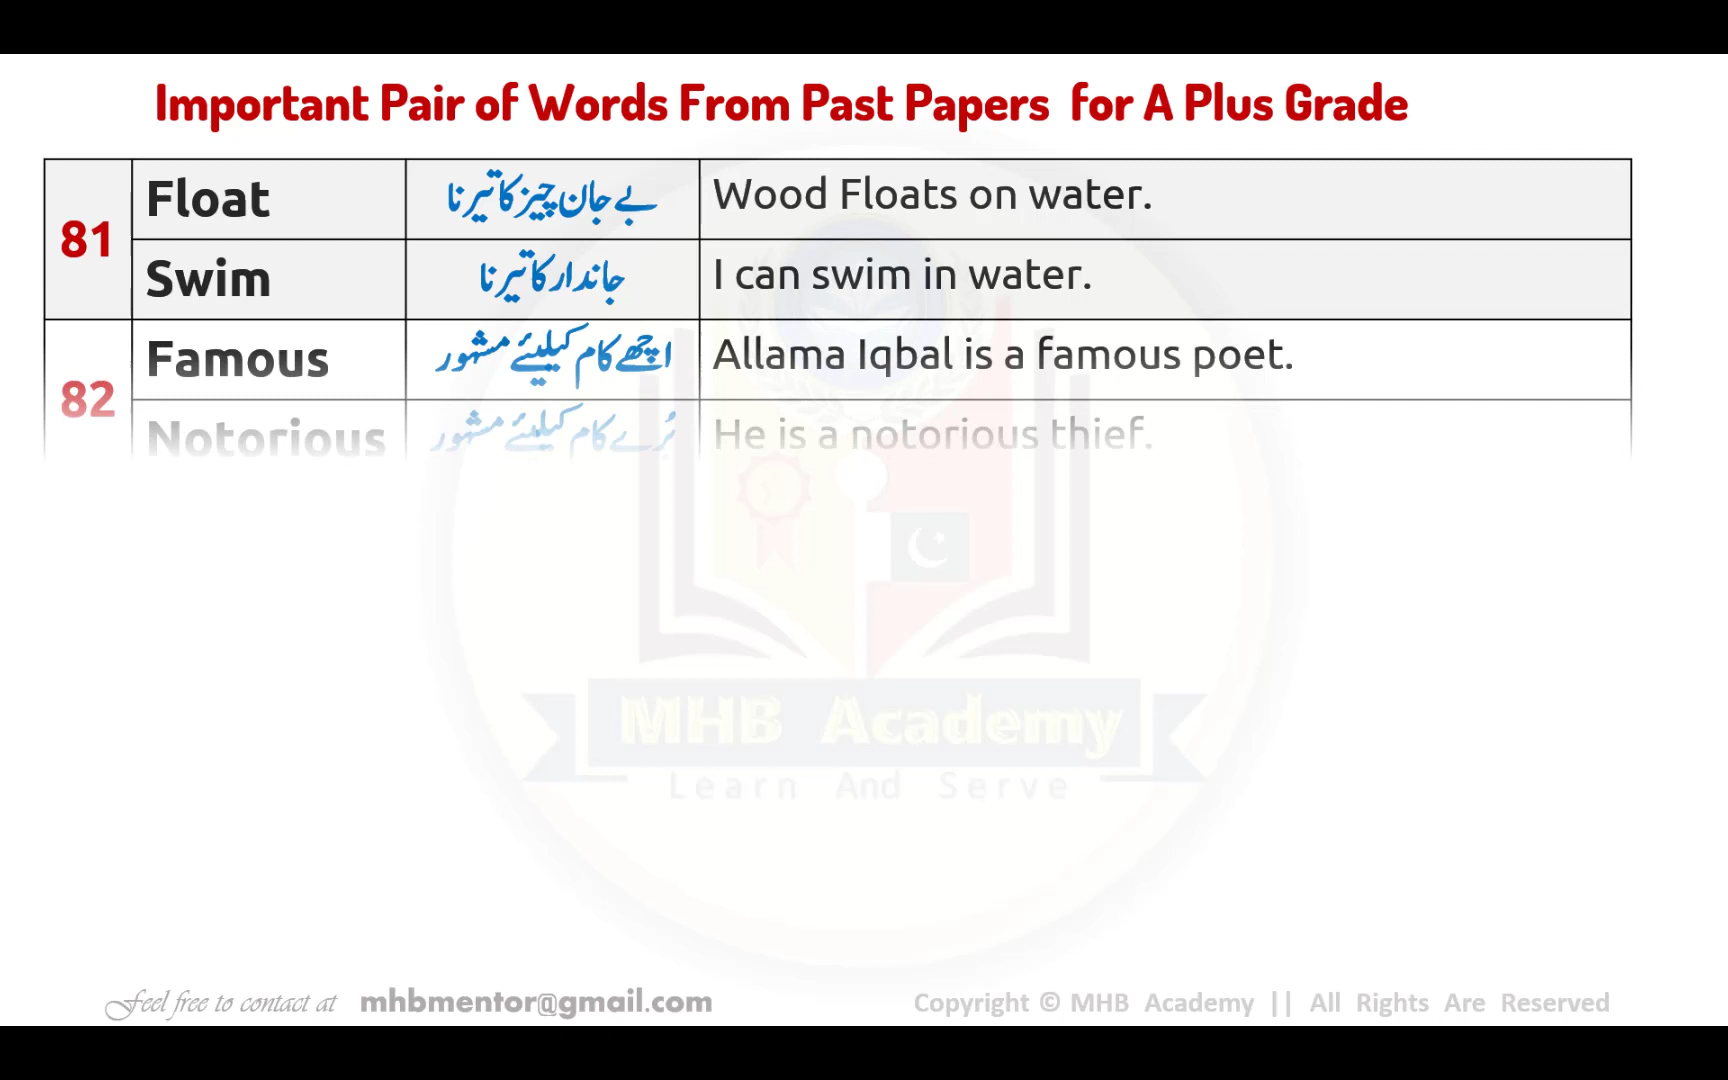 Important Pair of Words From Past Papers for A Plus Grade
81
Float
بے جان چیز کا تیرنا
Wood Floats on water.
Swim
جاندار کا تیرنا
I can swim in water.
82
Famous
اچھے کام کیلیئے مشہور
Allama Iqbal is a famous poet.
Notorious
بُرے کام کیلیئے مشہور
He is a notorious thief.
MHB Academy
Learn And Serve
Feel free to contact at mhbmentor@gmail.com
Copyright © MHB Academy || All Rights Are Reserved